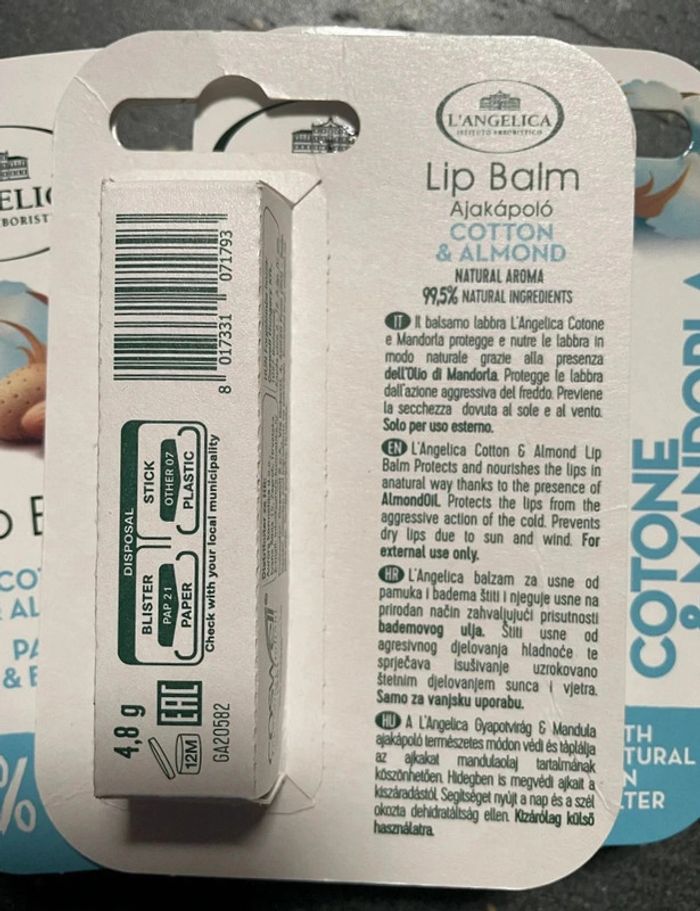 L'ANGELICA
ISTITUTO ERBORISTICO
Lip Balm
Ajakápoló
COTTON
& ALMOND
NATURAL AROMA
99,5% NATURAL INGREDIENTS
IT Il balsamo labbra L'Angelica Cotone
e Mandorla protegge e nutre le labbra in
modo naturale grazie alla presenza
dell'Olio di Mandorla. Protegge le labbra
dall'azione aggressiva del freddo. Previene
la secchezza dovuta al sole e al vento.
Solo per uso esterno.
EN L'Angelica Cotton & Almond Lip
Balm Protects and nourishes the lips in
anatural way thanks to the presence of
AlmondOil. Protects the lips from the
aggressive action of the cold. Prevents
dry lips due to sun and wind. For
external use only.
HR L'Angelica balzam za usne od
pamuka i badema štiti i njeguje usne na
prirodan način zahvaljujući prisutnosti
bademovog ulja. Štiti usne od
agresivnog djelovanja hladnoće te
sprječava isušivanje uzrokovano
štetnim djelovanjem sunca i vjetra.
Samo za vanjsku uporabu.
HU A L'Angelica Gyapotvirág & Mandula
ajakápoló természetes módon védi és táplálja
az ajkakat mandulaolaj tartalmának
köszönhetően. Hidegben is megvédi ajkait a
kiszáradástól. Segítséget nyújt a nap és a szél
okozta dehidratáltság ellen. Kizárólag külső
használatra.
8 017331 071793
DISPOSAL
BLISTER
PAP 21
PAPER
STICK
OTHER 07
PLASTIC
Check with your local municipality
4,8 g
12M
EAC
GA20582
COTONE
& MANDORLA